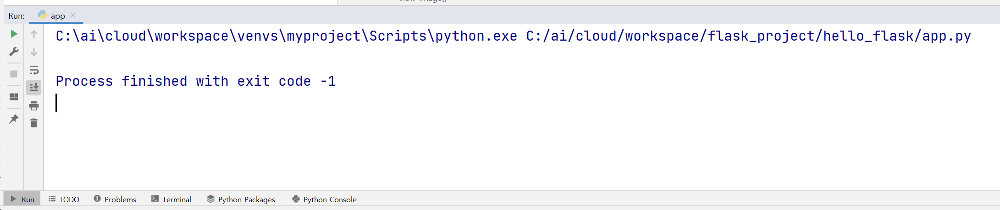 view_image()
Run:
app
C:\ai\cloud\workspace\venvs\myproject\Scripts\python.exe C:/ai/cloud/workspace/flask_project/hello_flask/app.py
Process finished with exit code -1
Run
TODO
Problems
Terminal
Python Packages
Python Console